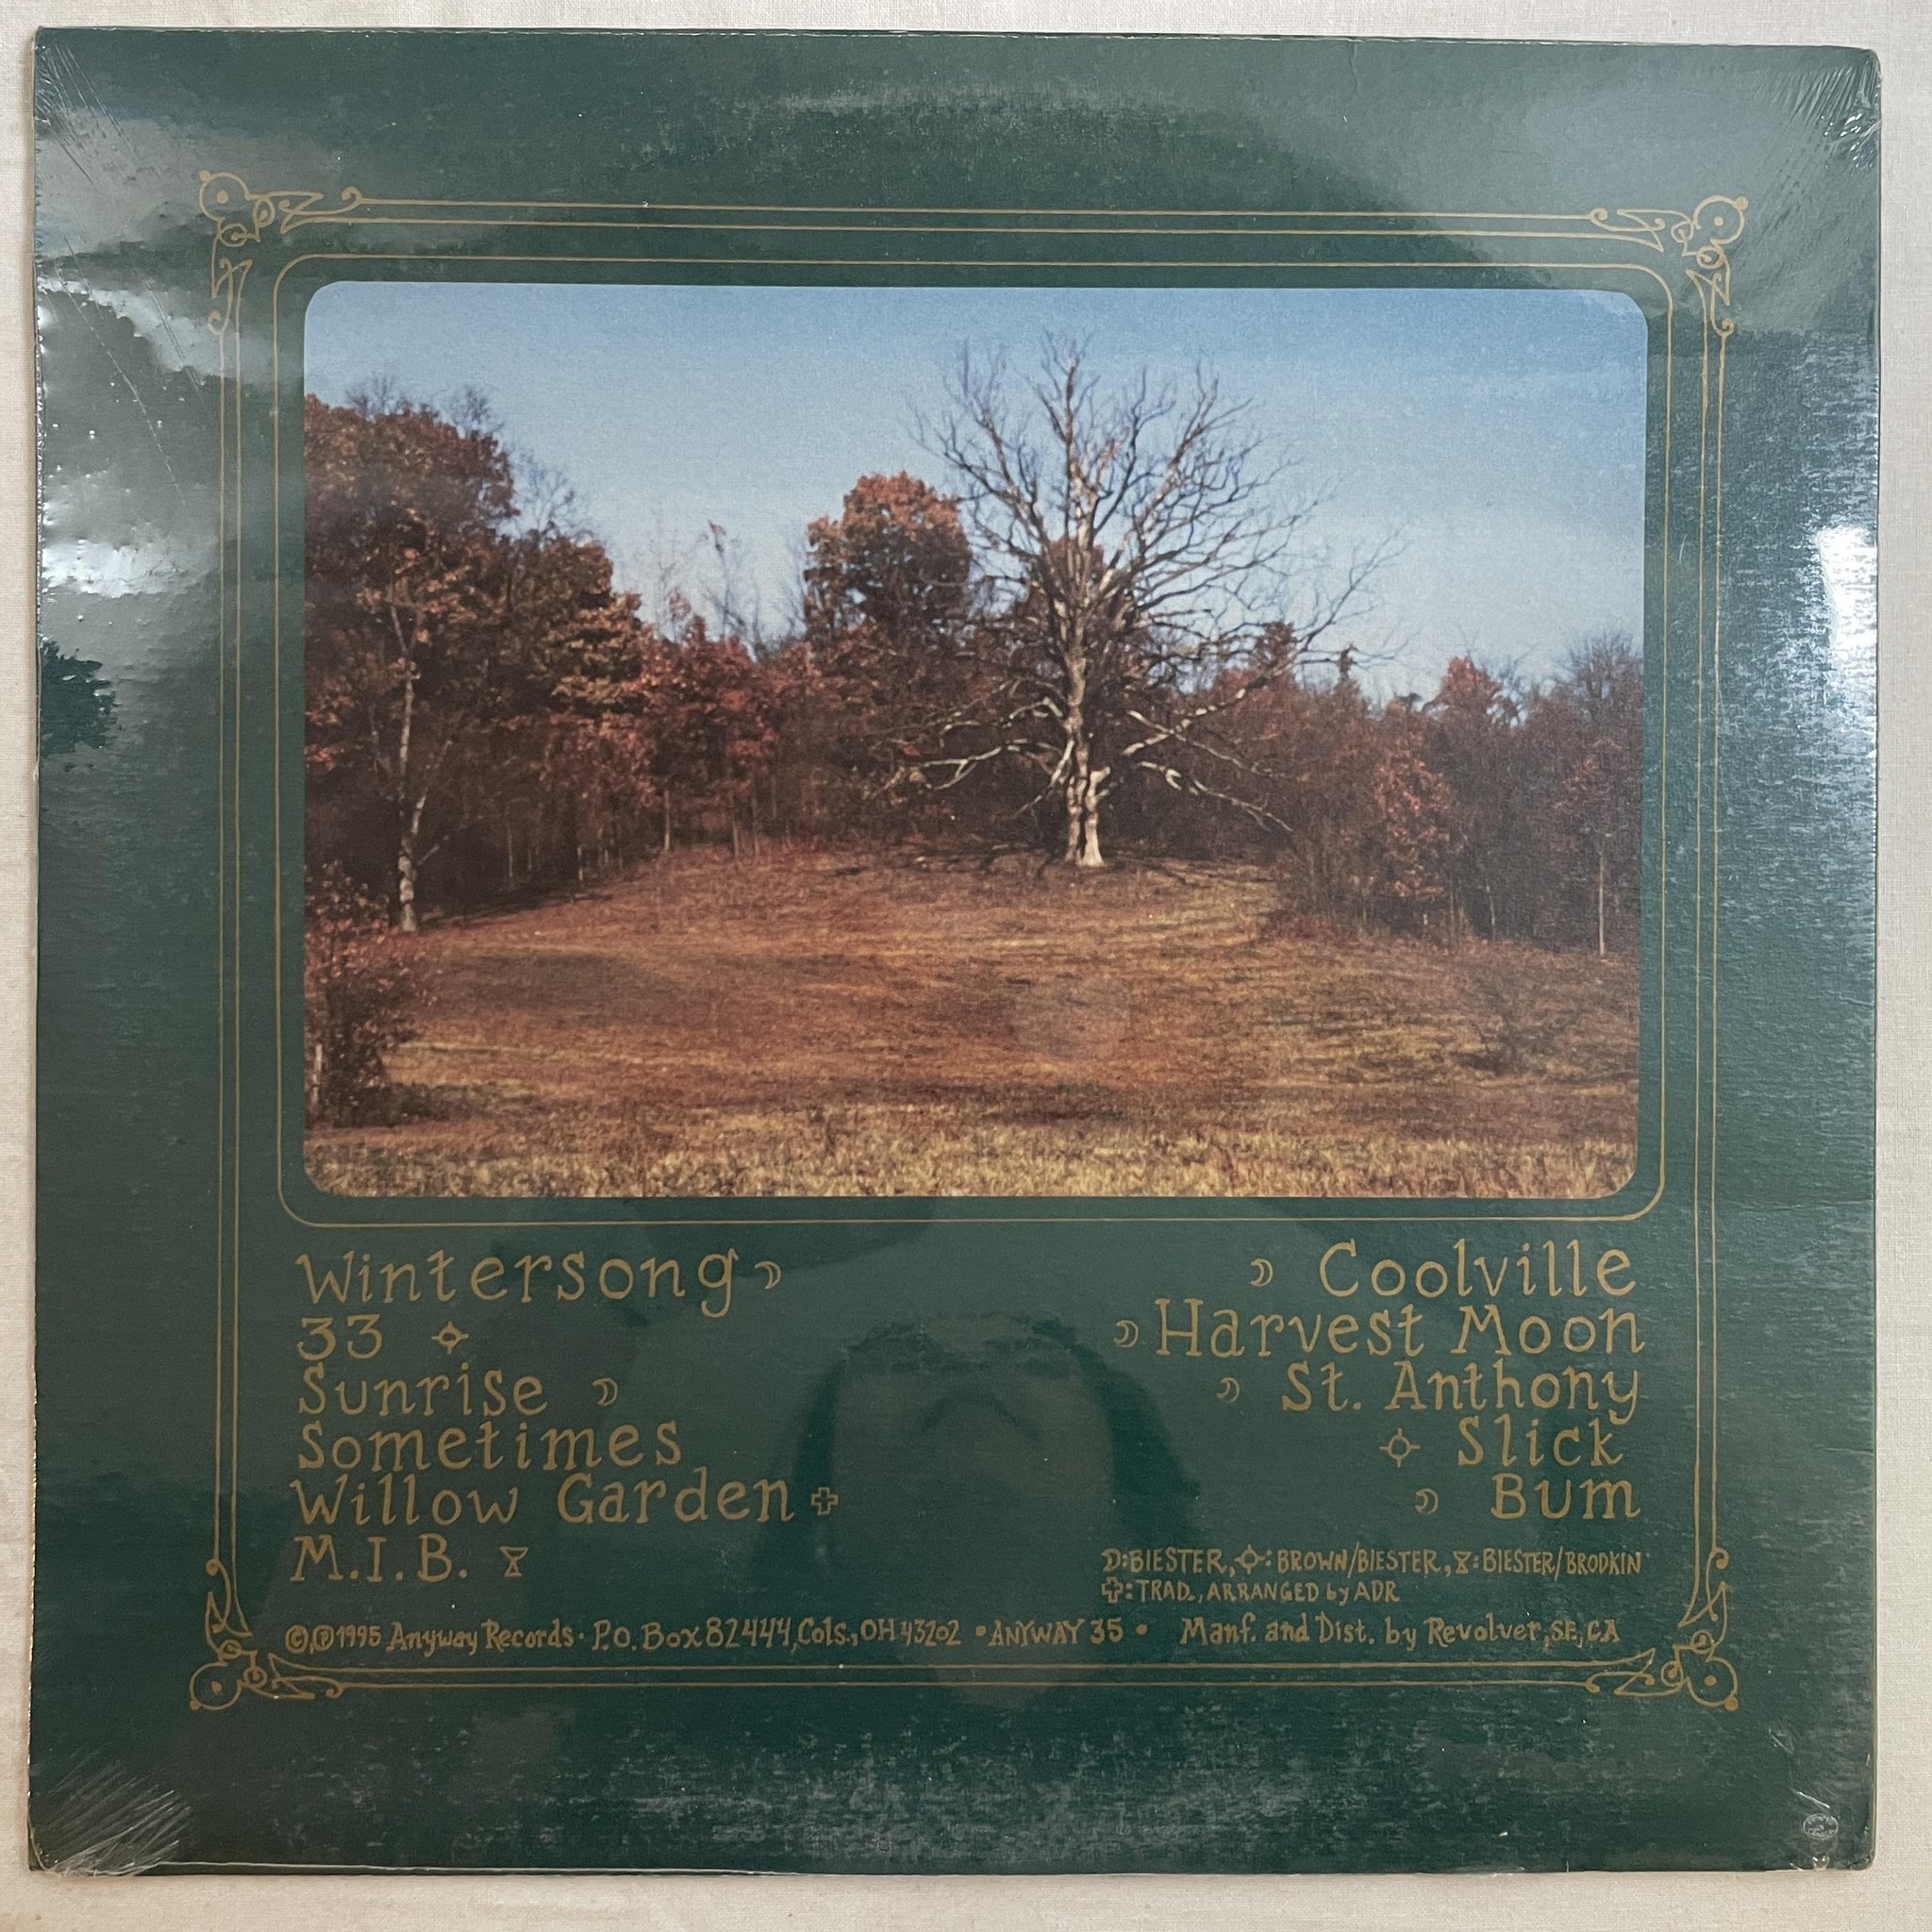 Wintersong
33
Sunrise
Sometimes
Willow Garden
M.I.B.
Coolville
Harvest Moon
St. Anthony
Slick
Bum
: BIESTER, : BROWN/BIESTER, : BIESTER/BRODKIN
: TRAD., ARRANGED by ADR
©,℗ 1995 Anyway Records · P.O. Box 82444, Cols., OH 43202 • ANYWAY 35 • Manf. and Dist. by Revolver, SF, CA